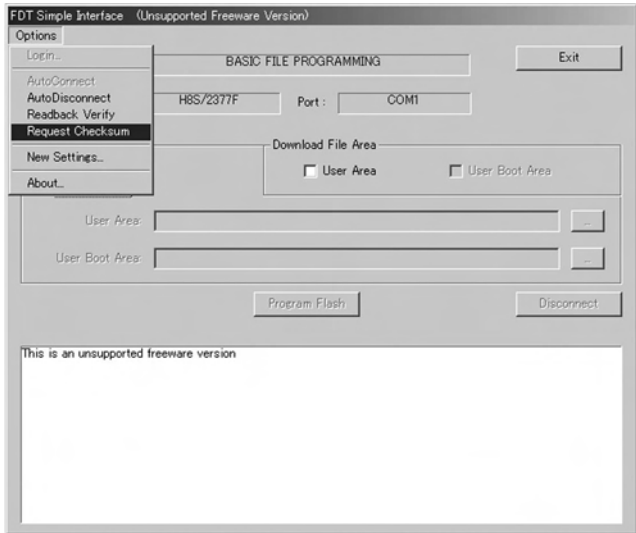 FDT Simple Interface (Unsupported Freeware Version)
Options
Login...
AutoConnect
AutoDisconnect
Readback Verify
Request Checksum
New Settings...
About...
BASIC FILE PROGRAMMING
Exit
H8S/2377F
Port :
COM1
Download File Area
User Area
User Boot Area
User Area:
...
User Boot Area:
...
Program Flash
Disconnect
This is an unsupported freeware version